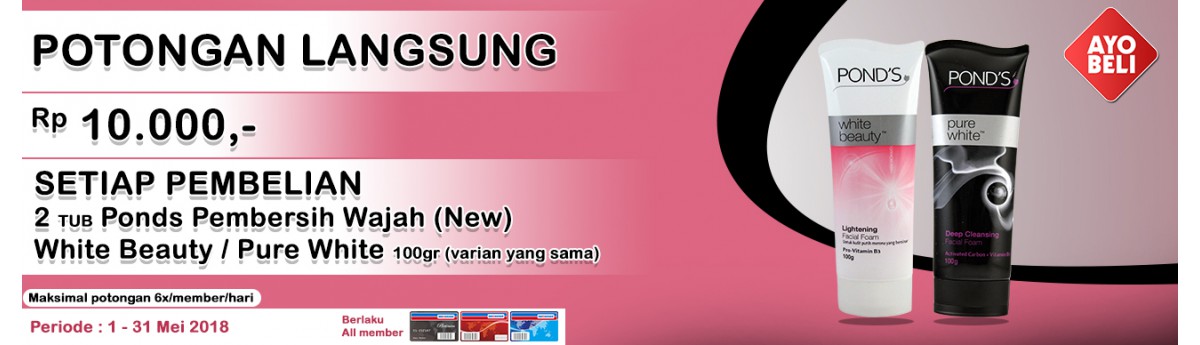 POTONGAN LANGSUNG
Rp 10.000,-
SETIAP PEMBELIAN
2 TUB Ponds Pembersih Wajah (New)
White Beauty / Pure White 100gr (varian yang sama)
Maksimal potongan 6x/member/hari
Periode : 1 - 31 Mei 2018
Berlaku
All member
POND'S
white
beauty™
Lightening
Facial Foam
Pro-Vitamin B3
100g
POND'S
pure
white™
Deep Cleansing
Facial Foam
100g
AYO
BELI